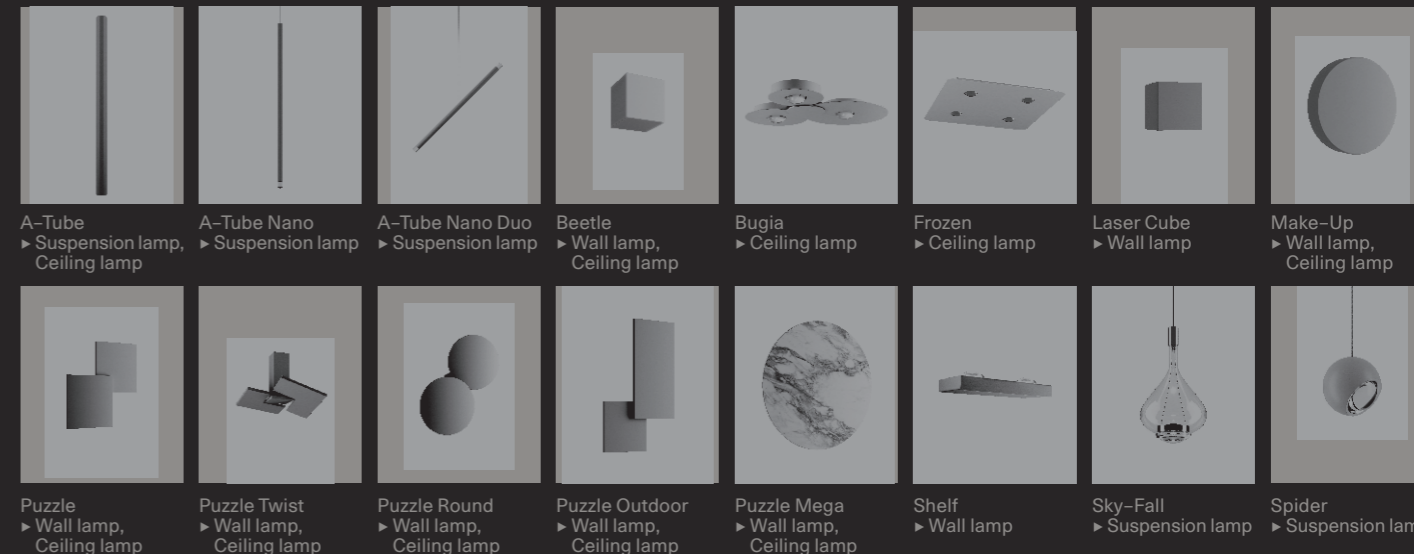 A–Tube
▸ Suspension lamp,
Ceiling lamp
A–Tube Nano
▸ Suspension lamp
A–Tube Nano Duo
▸ Suspension lamp
Beetle
▸ Wall lamp,
Ceiling lamp
Bugia
▸ Ceiling lamp
Frozen
▸ Ceiling lamp
Laser Cube
▸ Wall lamp
Make–Up
▸ Wall lamp,
Ceiling lamp
Puzzle
▸ Wall lamp,
Ceiling lamp
Puzzle Twist
▸ Wall lamp,
Ceiling lamp
Puzzle Round
▸ Wall lamp,
Ceiling lamp
Puzzle Outdoor
▸ Wall lamp,
Ceiling lamp
Puzzle Mega
▸ Wall lamp,
Ceiling lamp
Shelf
▸ Wall lamp
Sky–Fall
▸ Suspension lamp
Spider
▸ Suspension